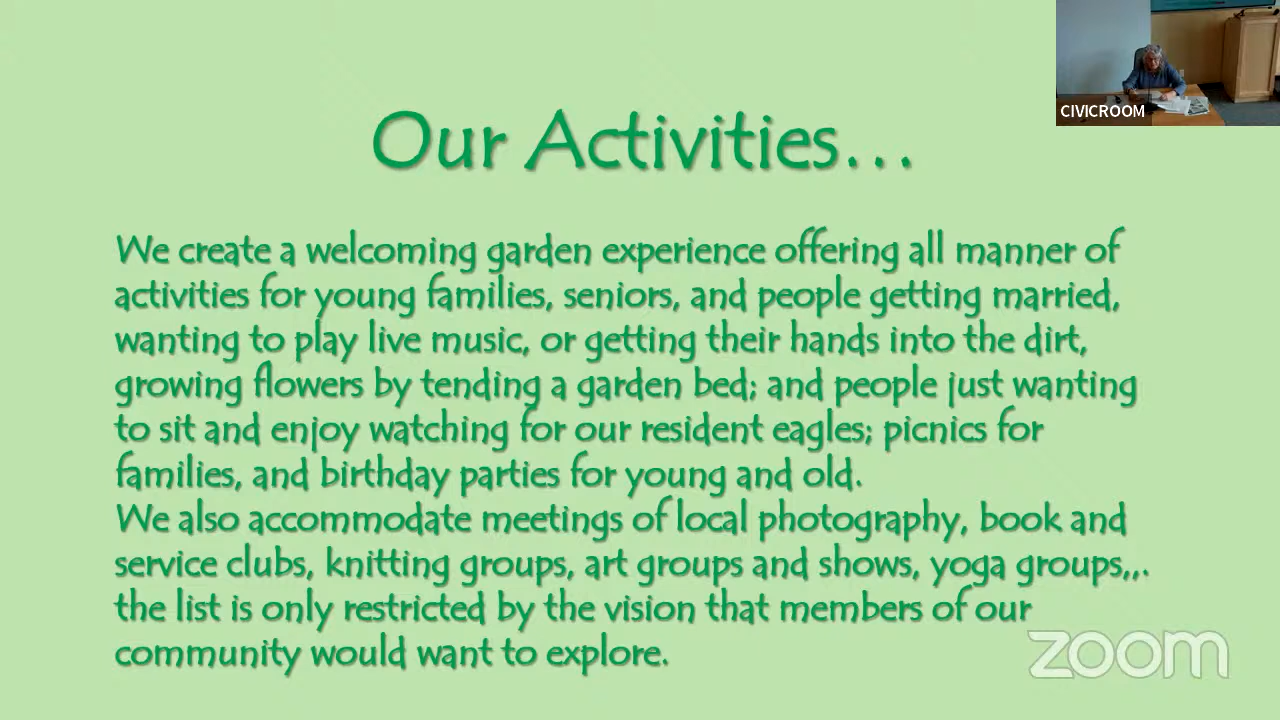 CIVICROOM
Our Activities...
We create a welcoming garden experience offering all manner of
activities for young families, seniors, and people getting married,
wanting to play live music, or getting their hands into the dirt,
growing flowers by tending a garden bed; and people just wanting
to sit and enjoy watching for our resident eagles; picnics for
families, and birthday parties for young and old.
We also accommodate meetings of local photography, book and
service clubs, knitting groups, art groups and shows, yoga groups,,.
the list is only restricted by the vision that members of our
community would want to explore.
zoom